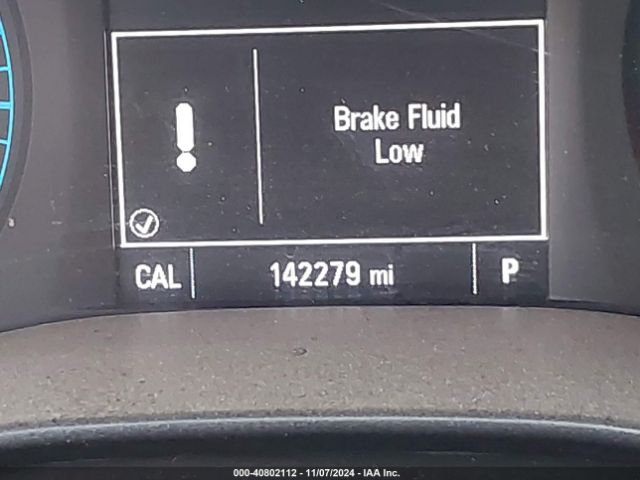 Brake Fluid
Low
CAL 142279 mi P
000-40802112 - 11/07/2024 - IAA Inc.